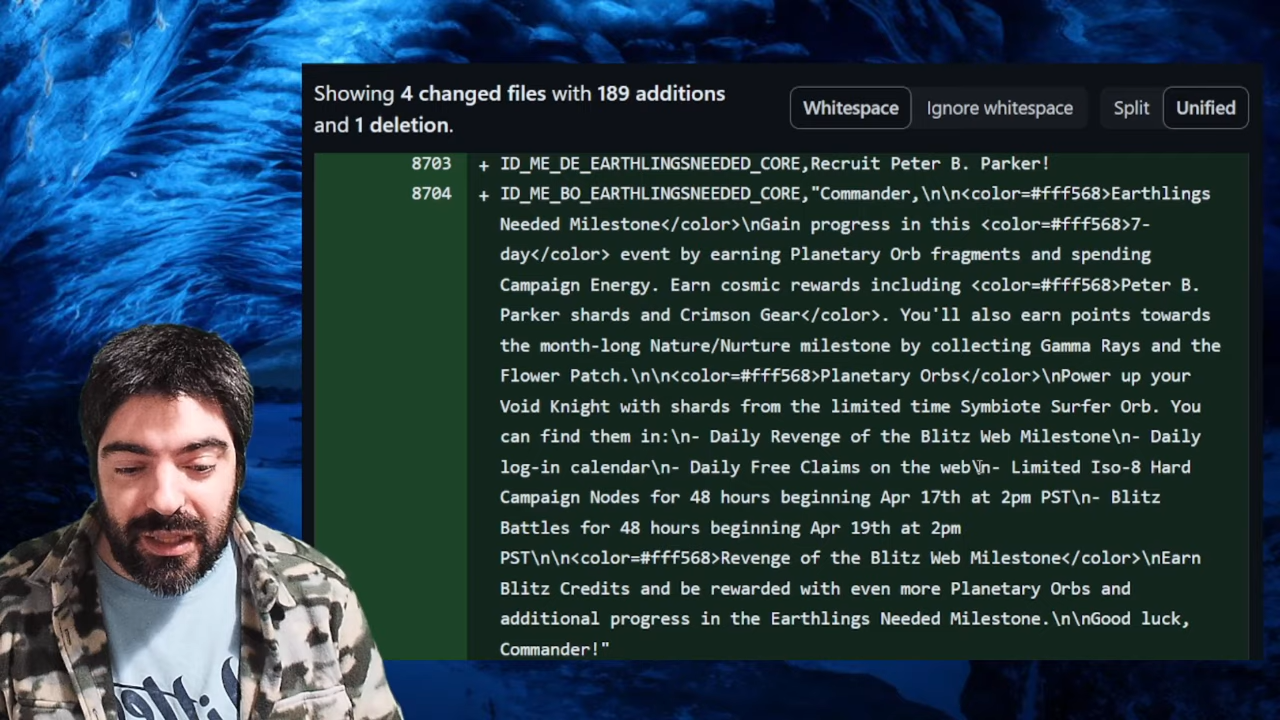 Showing 4 changed files with 189 additions
and 1 deletion.
Whitespace
Ignore whitespace
Split
Unified
8703 + ID_ME_DE_EARTHLINGSNEEDED_CORE,Recruit Peter B. Parker!
8704 + ID_ME_BO_EARTHLINGSNEEDED_CORE,"Commander,\n\n<color=#fff568>Earthlings
Needed Milestone</color>\nGain progress in this <color=#fff568>7-
day</color> event by earning Planetary Orb fragments and spending
Campaign Energy. Earn cosmic rewards including <color=#fff568>Peter B.
Parker shards and Crimson Gear</color>. You'll also earn points towards
the month-long Nature/Nurture milestone by collecting Gamma Rays and the
Flower Patch.\n\n<color=#fff568>Planetary Orbs</color>\nPower up your
Void Knight with shards from the limited time Symbiote Surfer Orb. You
can find them in:\n- Daily Revenge of the Blitz Web Milestone\n- Daily
log-in calendar\n- Daily Free Claims on the web\n- Limited Iso-8 Hard
Campaign Nodes for 48 hours beginning Apr 17th at 2pm PST\n- Blitz
Battles for 48 hours beginning Apr 19th at 2pm
PST\n\n<color=#fff568>Revenge of the Blitz Web Milestone</color>\nEarn
Blitz Credits and be rewarded with even more Planetary Orbs and
additional progress in the Earthlings Needed Milestone.\n\nGood luck,
Commander!"